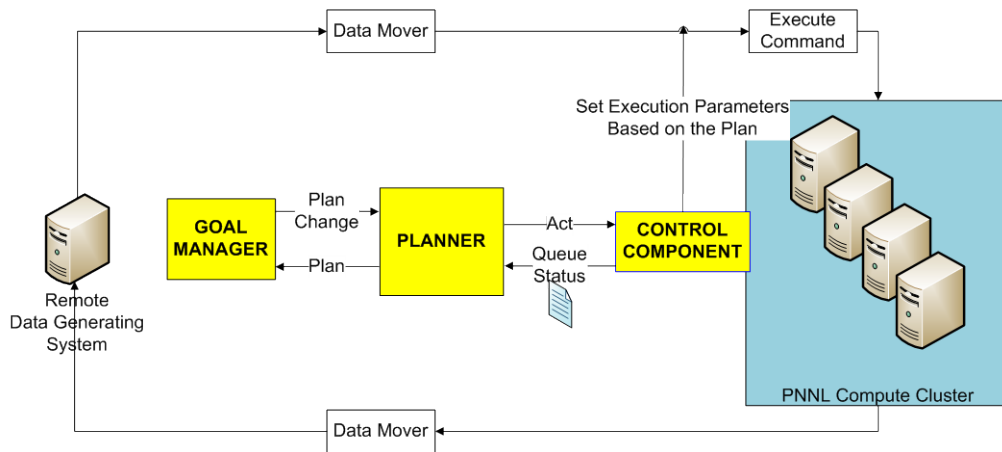 Data Mover
Execute
Command
Set Execution Parameters
Based on the Plan
Plan
Change
GOAL
MANAGER
PLANNER
Act
CONTROL
COMPONENT
Plan
Queue
Status
Remote
Data Generating
System
PNNL Compute Cluster
Data Mover